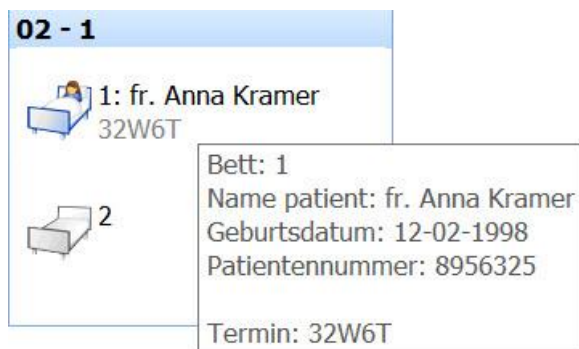 02 - 1
1: fr. Anna Kramer
32W6T
2
Bett: 1
Name patient: fr. Anna Kramer
Geburtsdatum: 12-02-1998
Patientennummer: 8956325
Termin: 32W6T